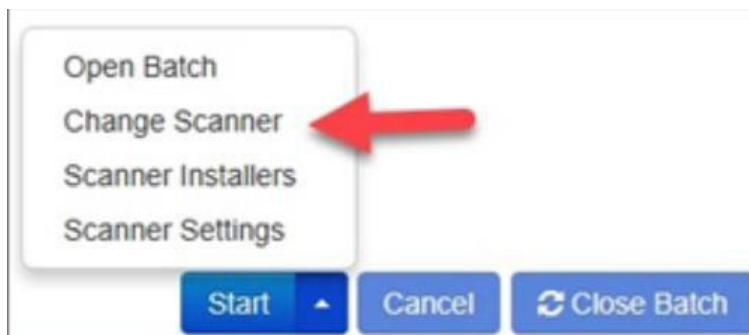 Open Batch
Change Scanner
Scanner Installers
Scanner Settings
Start Cancel Close Batch